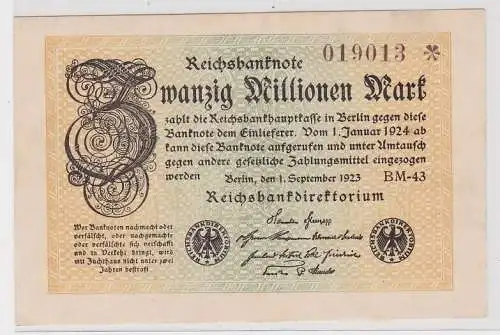 019013 *
Reichsbanknote
Zwanzig Millionen Mark
zahlt die Reichsbankhauptkasse in Berlin gegen diese
Banknote dem Einlieferer. Vom 1. Januar 1924 ab
kann diese Banknote aufgerufen und unter Umtausch
gegen andere gesetzliche Zahlungsmittel eingezogen
werden Berlin, den 1. September 1923 BM-43
Reichsbankdirektorium
Wer Banknoten nachmacht oder
verfälscht, oder nachgemachte
oder verfälschte sich verschafft
und in Verkehr bringt, wird
mit Zuchthaus nicht unter zwei
Jahren bestraft
REICHSBANKDIREKTORIUM
REICHSBANKDIREKTORIUM